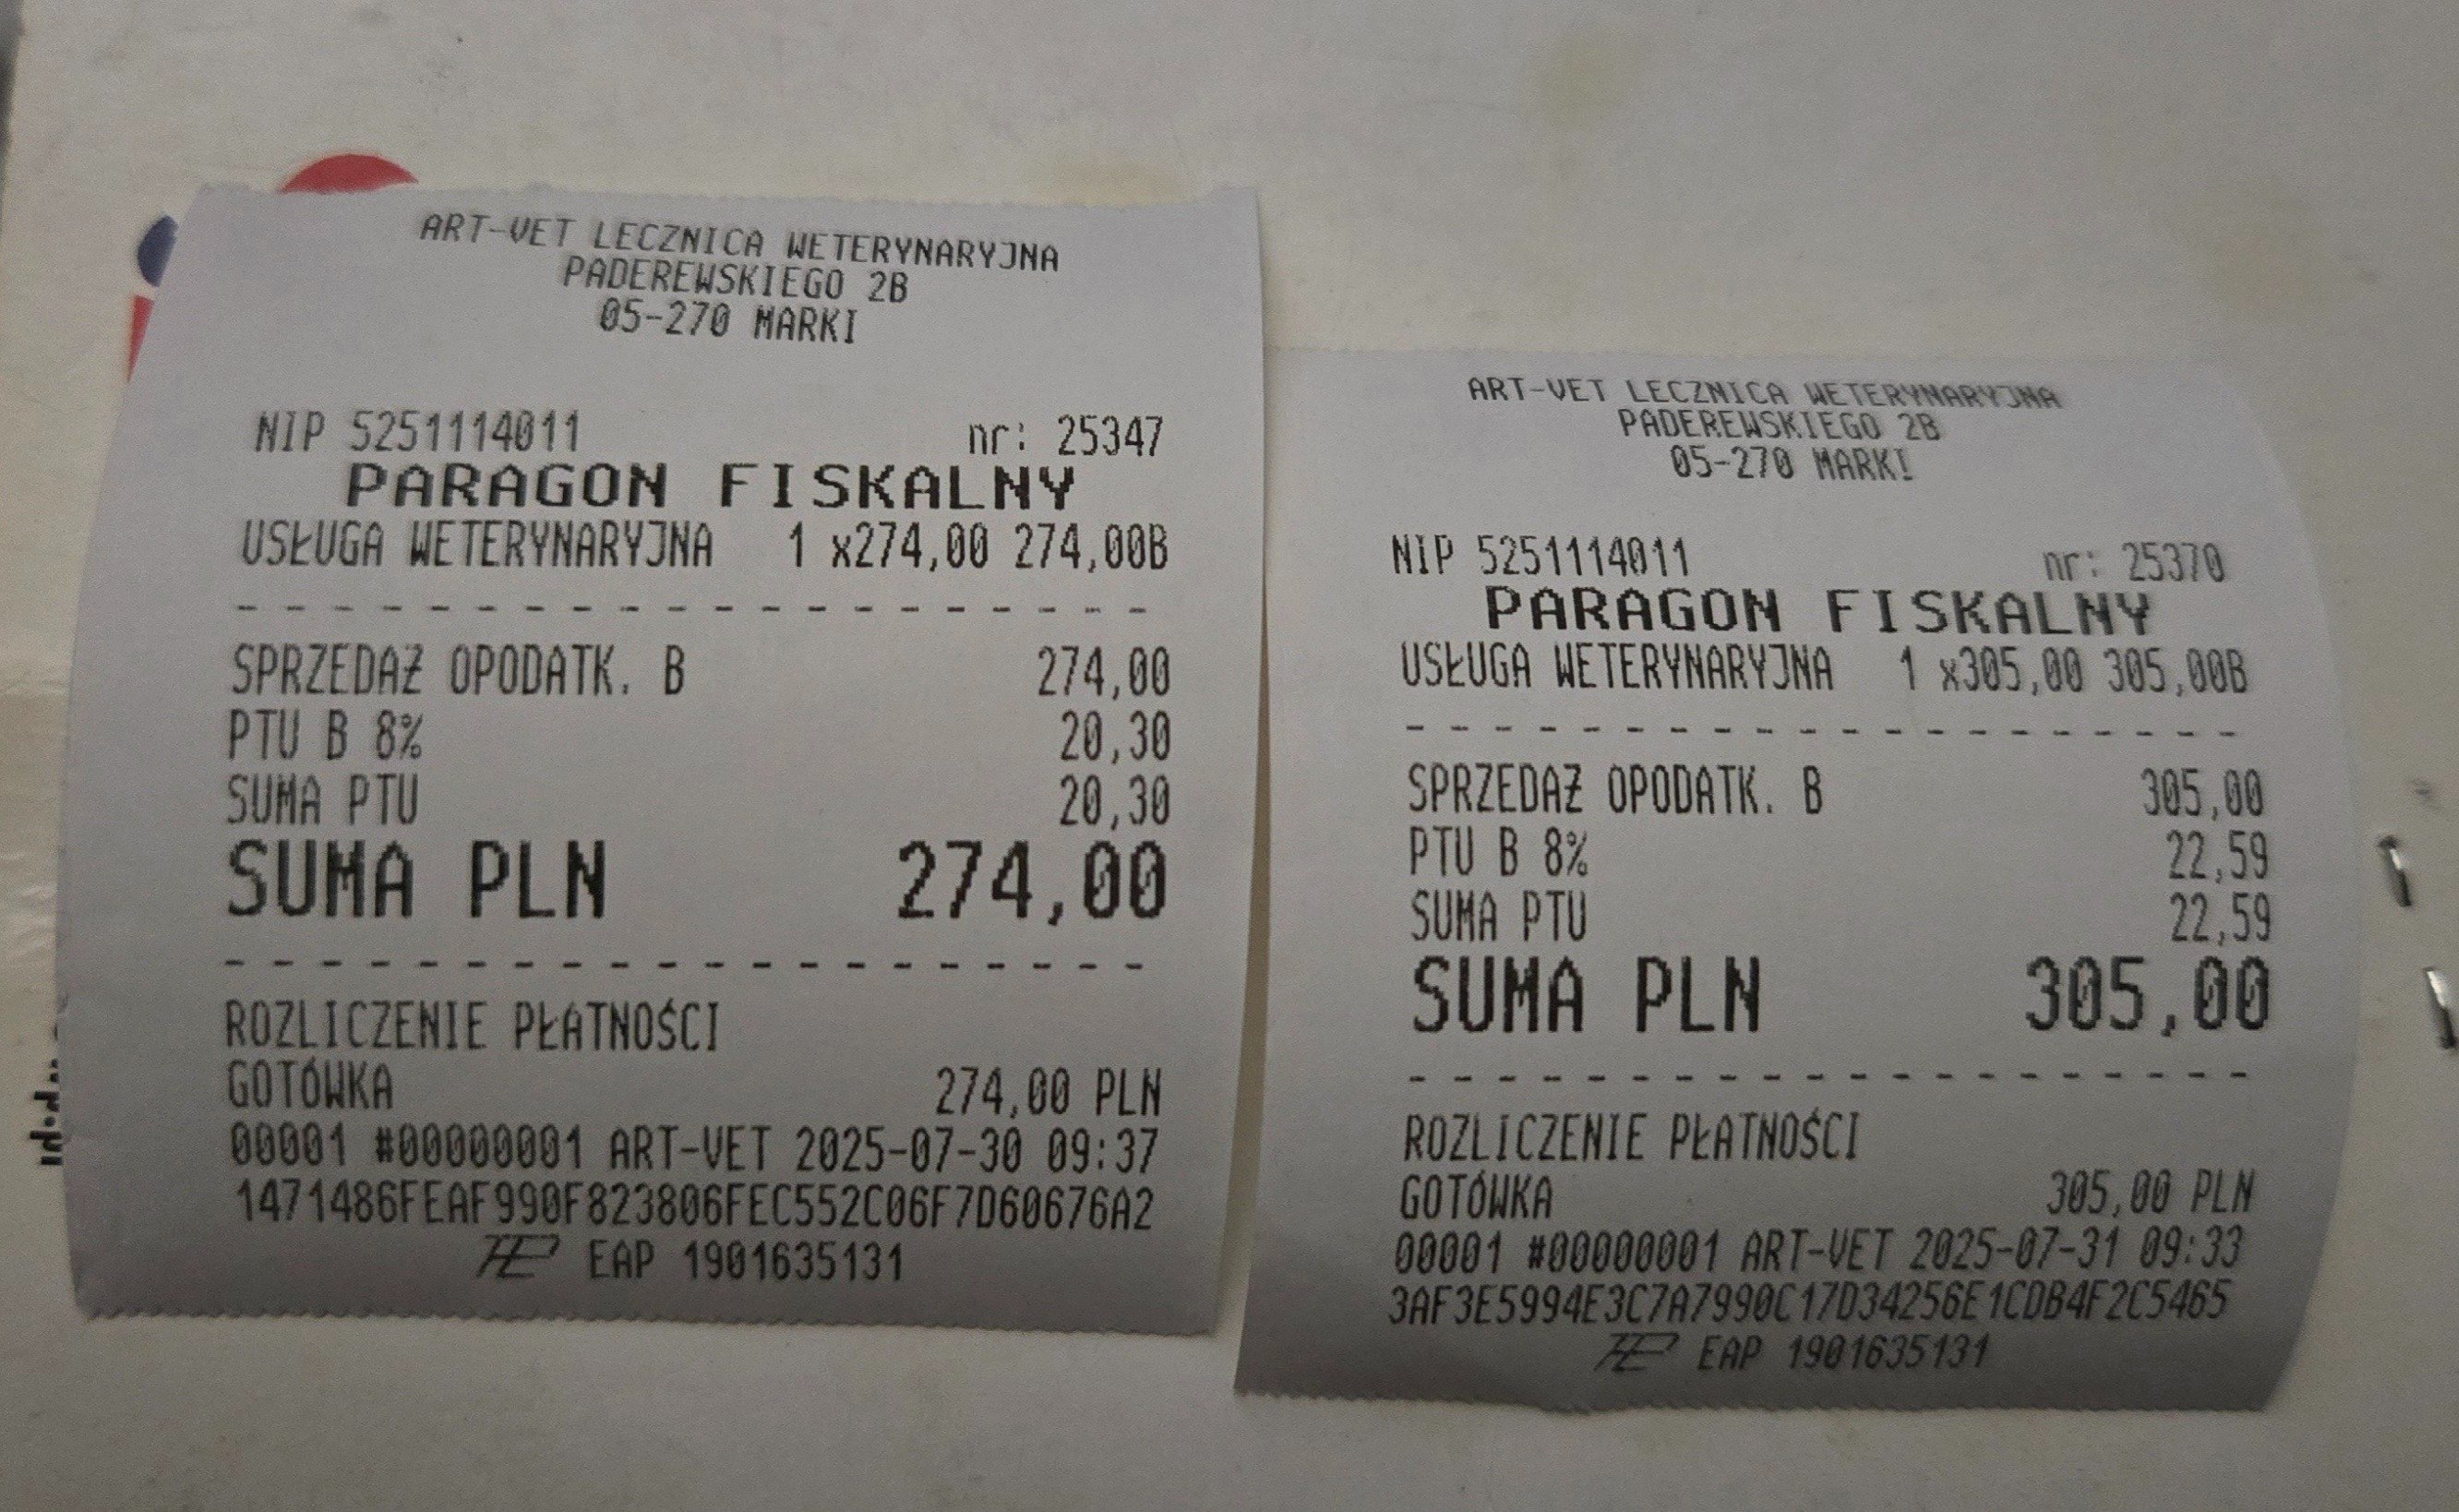 ART-VET LECZNICA WETERYNARYJNA
PADEREWSKIEGO 2B
05-270 MARKI
NIP 5251114011 nr: 25347
PARAGON FISKALNY
USŁUGA WETERYNARYJNA 1 x274,00 274,00B
SPRZEDAŻ OPODATK. B 274,00
PTU B 8% 20,30
SUMA PTU 20,30
SUMA PLN 274,00
ROZLICZENIE PŁATNOŚCI
GOTÓWKA 274,00 PLN
00001 #00000001 ART-VET 2025-07-30 09:37
1471486FEAF990F823806FEC552C06F7D60676A2
EAP 1901635131
ART-VET LECZNICA WETERYNARYJNA
PADEREWSKIEGO 2B
05-270 MARKI
NIP 5251114011 nr: 25370
PARAGON FISKALNY
USŁUGA WETERYNARYJNA 1 x305,00 305,00B
SPRZEDAŻ OPODATK. B 305,00
PTU B 8% 22,59
SUMA PTU 22,59
SUMA PLN 305,00
ROZLICZENIE PŁATNOŚCI
GOTÓWKA 305,00 PLN
00001 #00000001 ART-VET 2025-07-31 09:33
3AF3E5994E3C7A7990C17D34256E1CDB4F2C5465
EAP 1901635131